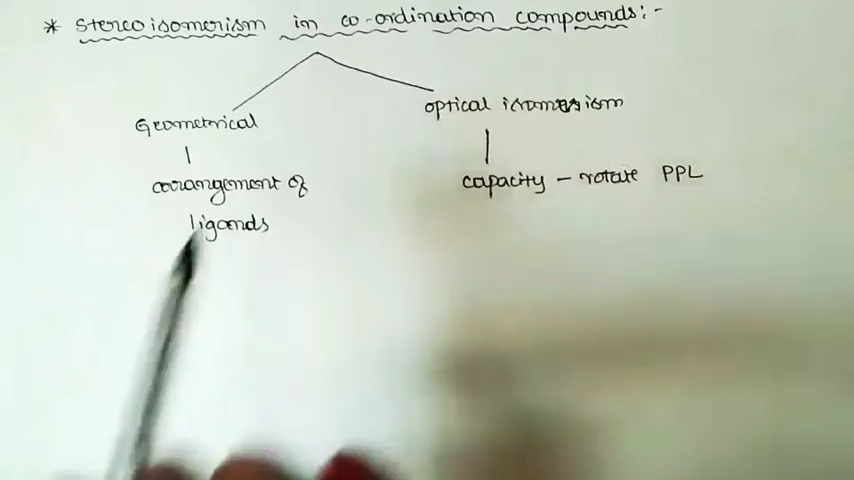 * Stereoisomerism in co-ordination compounds:-
Geometrical
optical isomerism
arrangement of
ligands
capacity - rotate PPL